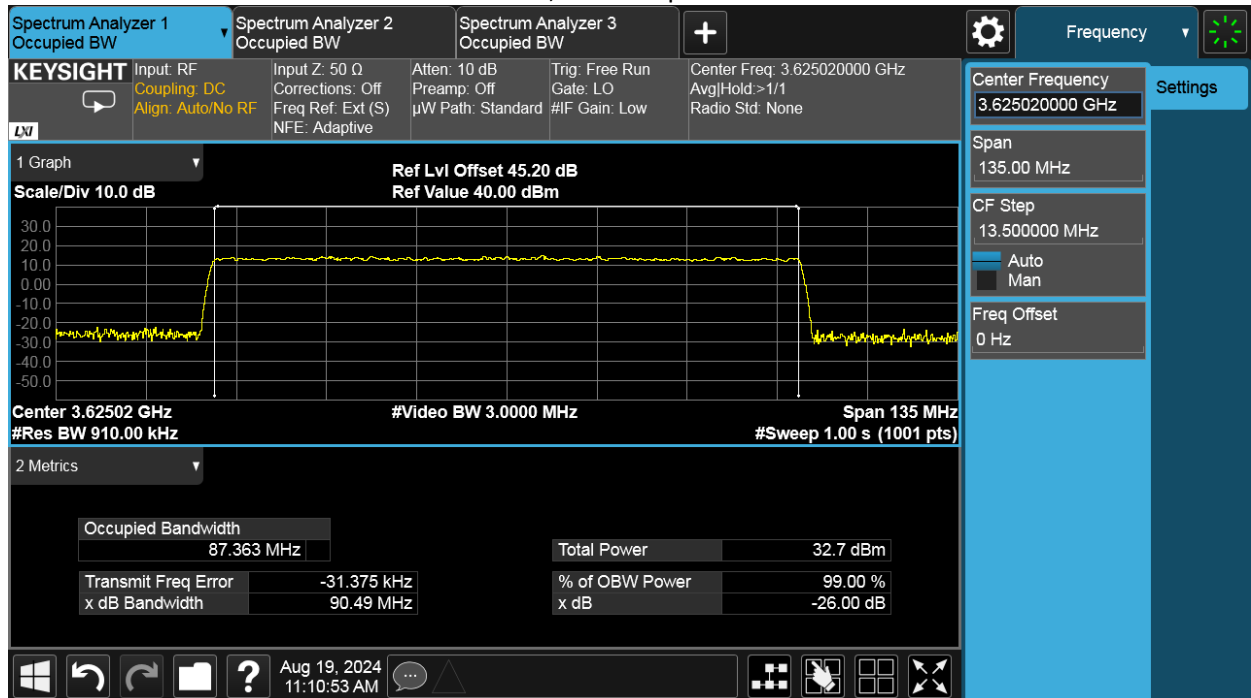 Spectrum Analyzer 1
Occupied BW
Spectrum Analyzer 2
Occupied BW
Spectrum Analyzer 3
Occupied BW
+
Frequency
KEYSIGHT
LXI
Input: RF
Coupling: DC
Align: Auto/No RF
Input Z: 50 Ω
Corrections: Off
Freq Ref: Ext (S)
NFE: Adaptive
Atten: 10 dB
Preamp: Off
µW Path: Standard
Trig: Free Run
Gate: LO
#IF Gain: Low
Center Freq: 3.625020000 GHz
Avg|Hold:>1/1
Radio Std: None
Center Frequency
3.625020000 GHz
Settings
Span
135.00 MHz
CF Step
13.500000 MHz
Auto
Man
Freq Offset
0 Hz
1 Graph
Scale/Div 10.0 dB
Ref Lvl Offset 45.20 dB
Ref Value 40.00 dBm
30.0
20.0
10.0
0.00
-10.0
-20.0
-30.0
-40.0
-50.0
Center 3.62502 GHz
#Res BW 910.00 kHz
#Video BW 3.0000 MHz
Span 135 MHz
#Sweep 1.00 s (1001 pts)
2 Metrics
Occupied Bandwidth
87.363 MHz
Total Power 32.7 dBm
Transmit Freq Error -31.375 kHz
% of OBW Power 99.00 %
x dB Bandwidth 90.49 MHz
x dB -26.00 dB
?
Aug 19, 2024
11:10:53 AM